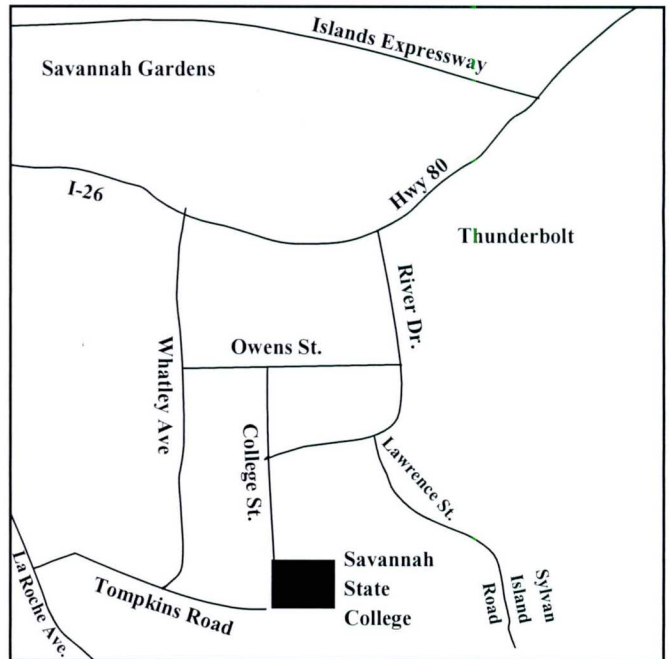 Islands Expressway
Savannah Gardens
I-26
Hwy 80
Thunderbolt
River Dr.
Owens St.
Whatley Ave
College St.
Lawrence St.
Savannah
State
College
Sylvan
Island
Road
Tompkins Road
La Roche Ave.